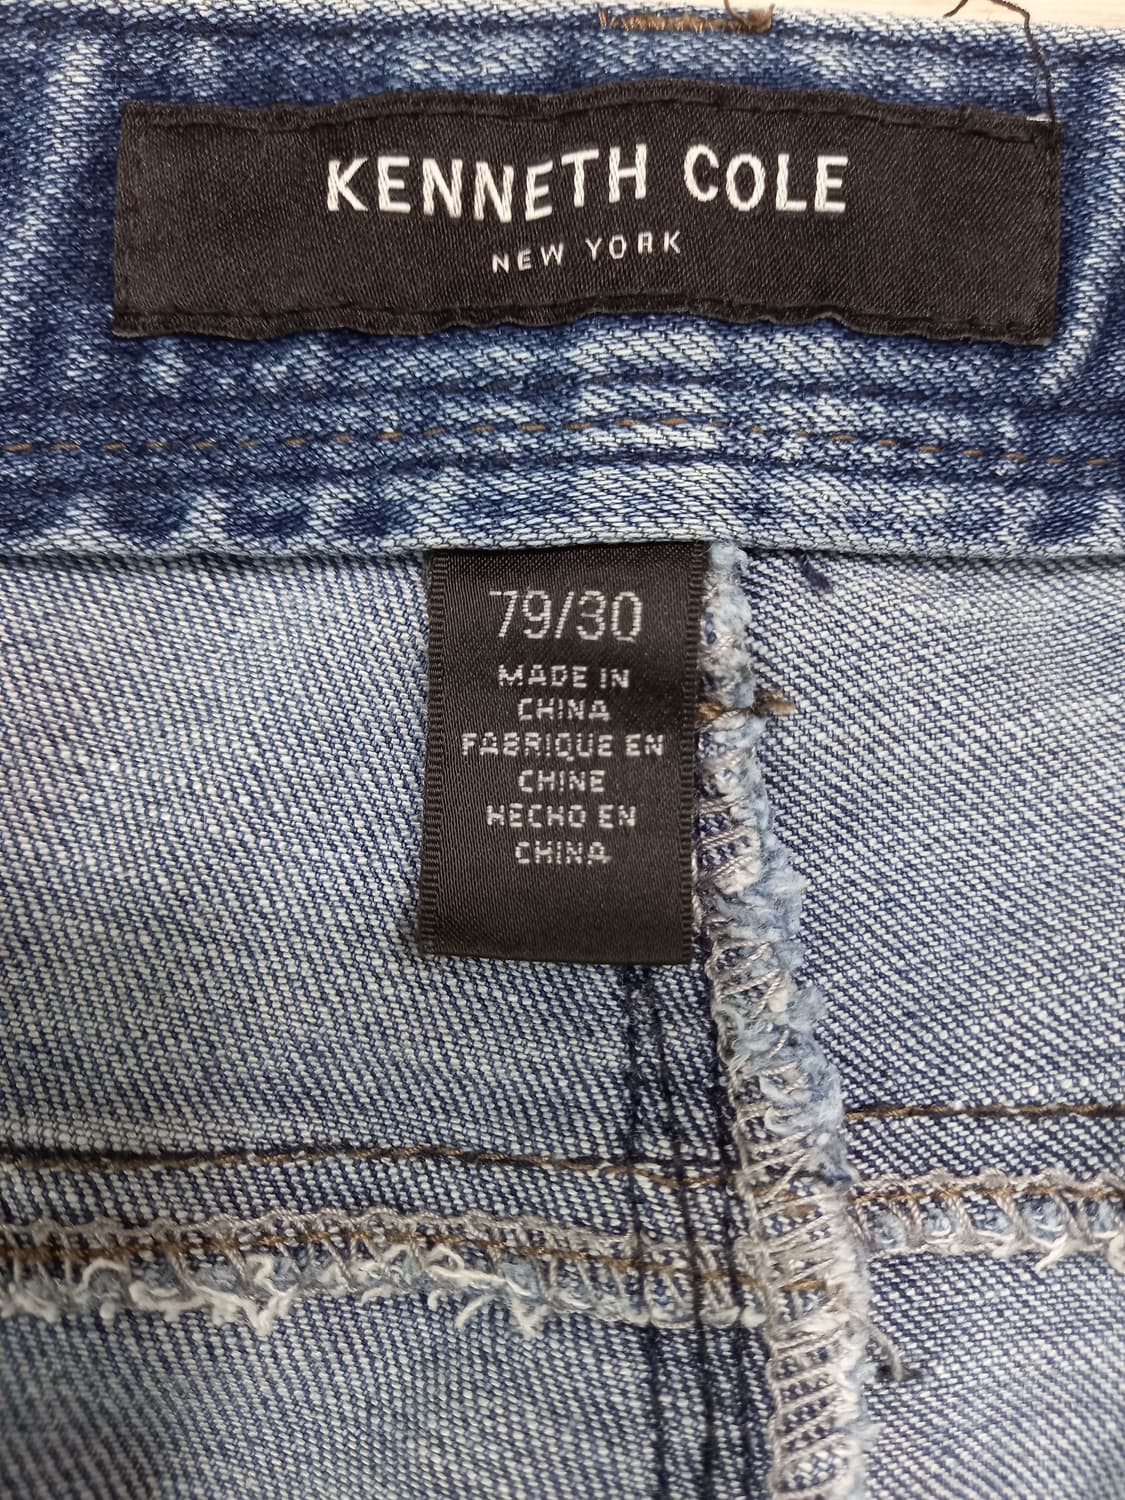 KENNETH COLE
NEW YORK
79/30
MADE IN
CHINA
FABRIQUE EN
CHINE
HECHO EN
CHINA